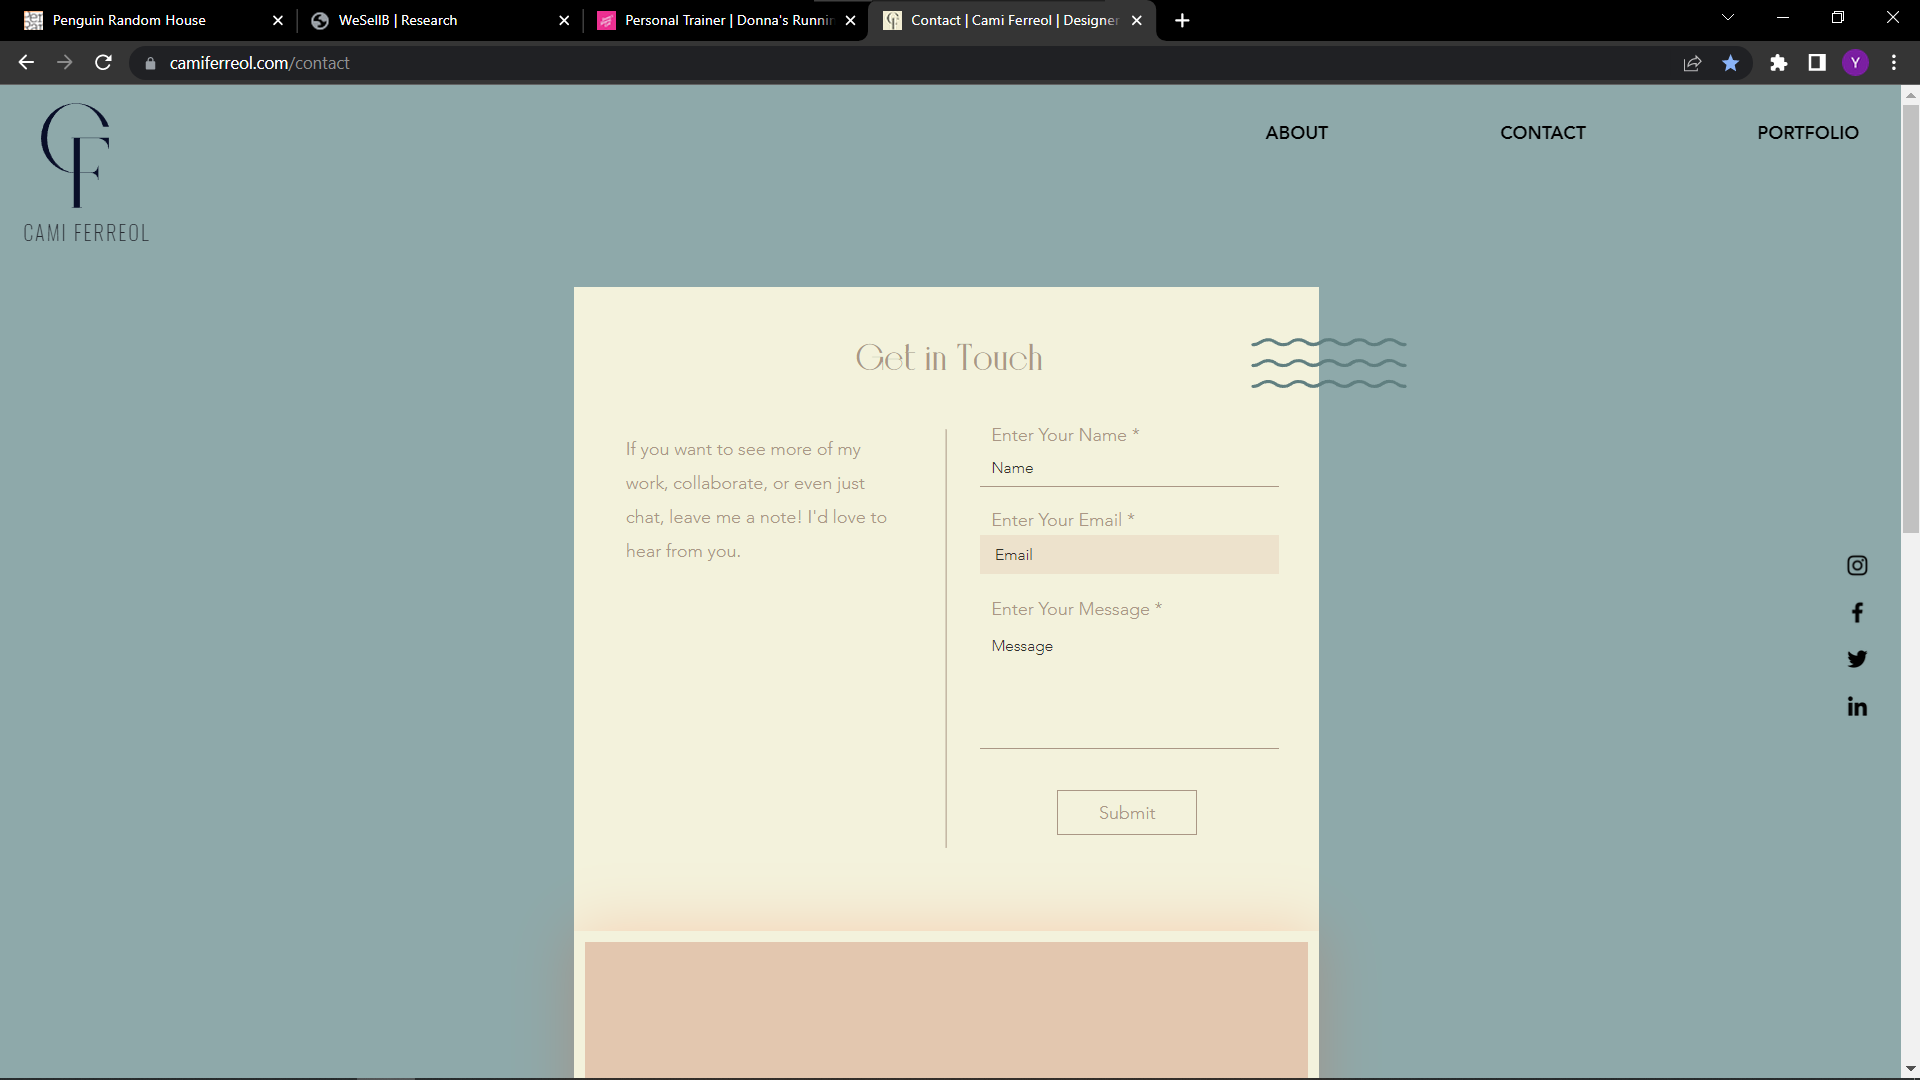 Penguin Random House
WeSellB | Research
Personal Trainer | Donna's Runnin
Contact | Cami Ferreol | Designer
camiferreol.com/contact
Y
CF
CAMI FERREOL
ABOUT
CONTACT
PORTFOLIO
Get in Touch
If you want to see more of my
work, collaborate, or even just
chat, leave me a note! I'd love to
hear from you.
Enter Your Name *
Name
Enter Your Email *
Email
Enter Your Message *
Message
Submit